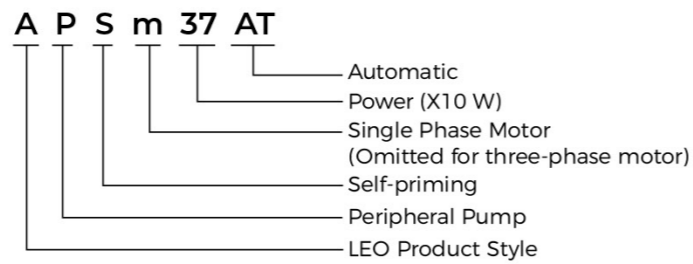 A P S m 37 AT
Automatic
Power (X10 W)
Single Phase Motor
(Omitted for three-phase motor)
Self-priming
Peripheral Pump
LEO Product Style